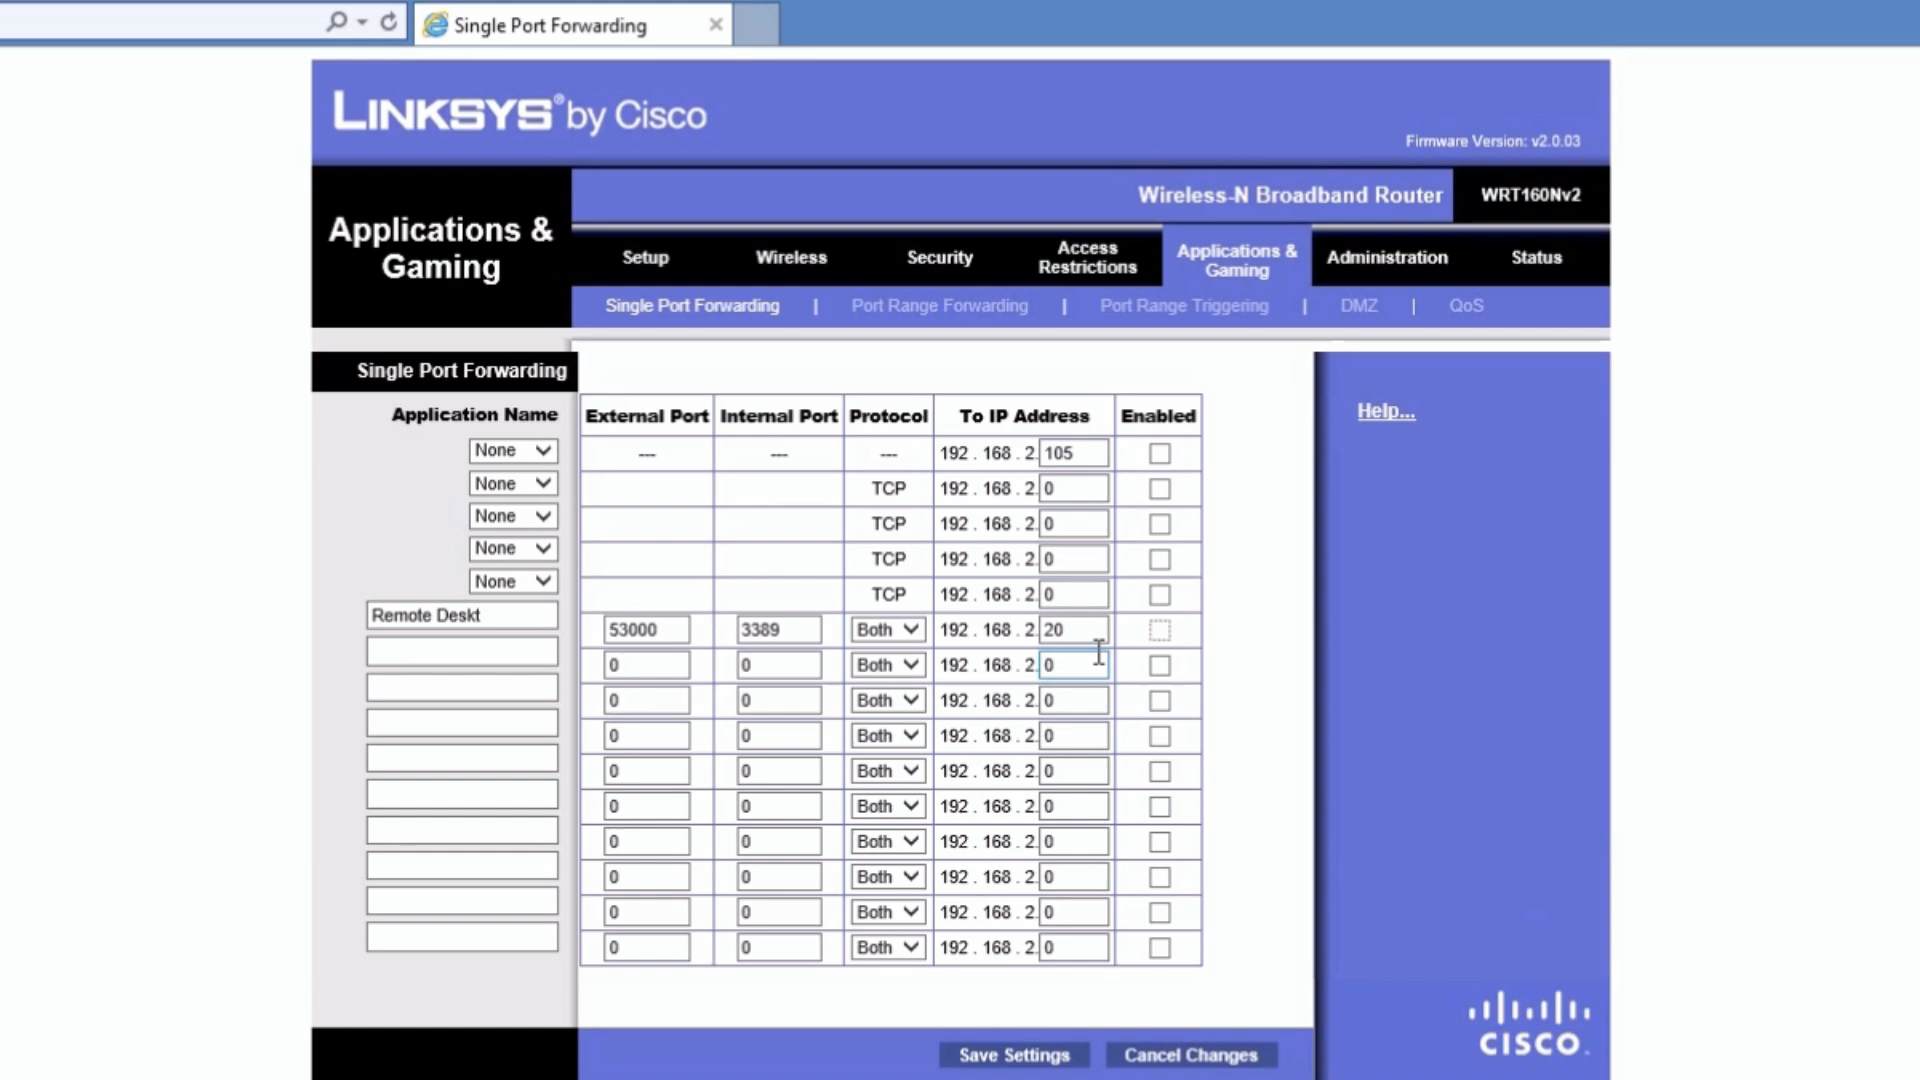 Single Port Forwarding
LINKSYS® by Cisco
Firmware Version: v2.0.03
Wireless-N Broadband Router WRT160Nv2
Applications & Gaming
Setup Wireless Security Access Restrictions Applications & Gaming Administration Status
Single Port Forwarding | Port Range Forwarding | Port Range Triggering | DMZ | QoS
Single Port Forwarding
Help...
Application Name External Port Internal Port Protocol To IP Address Enabled
None --- --- --- 192 . 168 . 2. 105
None TCP 192 . 168 . 2. 0
None TCP 192 . 168 . 2. 0
None TCP 192 . 168 . 2. 0
None TCP 192 . 168 . 2. 0
Remote Deskt 53000 3389 Both 192 . 168 . 2. 20
0 0 Both 192 . 168 . 2. 0
0 0 Both 192 . 168 . 2. 0
0 0 Both 192 . 168 . 2. 0
0 0 Both 192 . 168 . 2. 0
0 0 Both 192 . 168 . 2. 0
0 0 Both 192 . 168 . 2. 0
0 0 Both 192 . 168 . 2. 0
0 0 Both 192 . 168 . 2. 0
0 0 Both 192 . 168 . 2. 0
Save Settings Cancel Changes
CISCO.